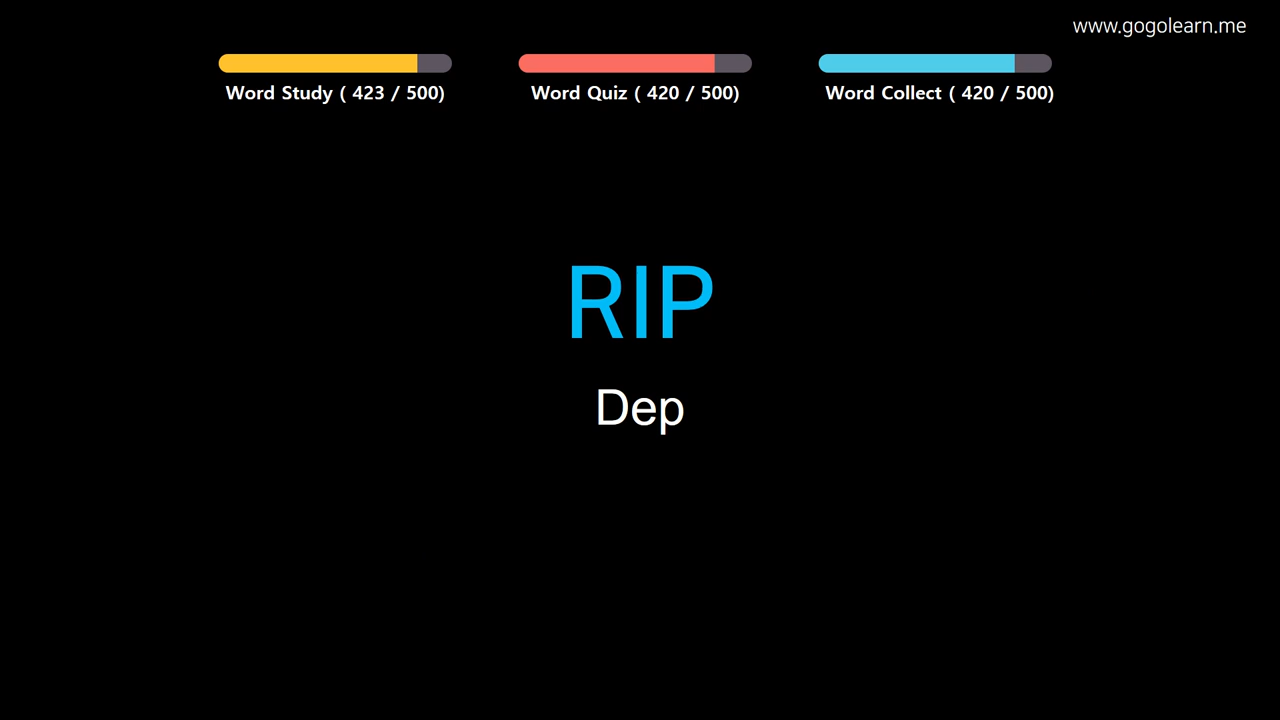 www.gogolearn.me
Word Study ( 423 / 500)
Word Quiz ( 420 / 500)
Word Collect ( 420 / 500)
RIP
Dep